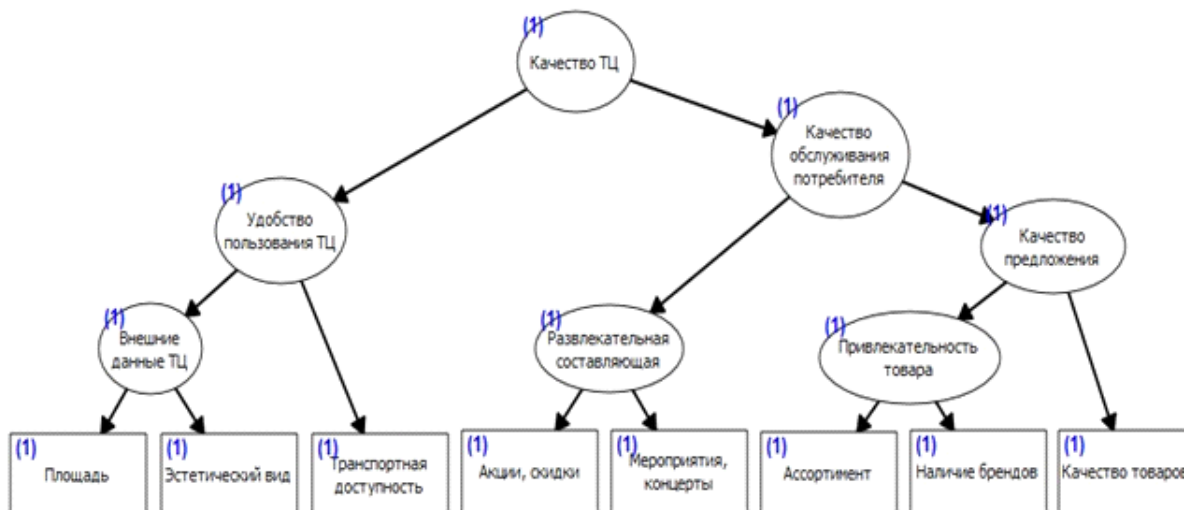 (1)
Качество ТЦ
(1)
Качество
обслуживания
потребителя
(1)
Удобство
пользования ТЦ
(1)
Качество
предложения
(1)
Внешние
данные ТЦ
(1)
Развлекательная
составляющая
(1)
Привлекательность
товара
(1)
Площадь
(1)
Эстетический вид
(1)
Транспортная
доступность
(1)
Акции, скидки
(1)
Мероприятия,
концерты
(1)
Ассортимент
(1)
Наличие брендов
(1)
Качество товаров